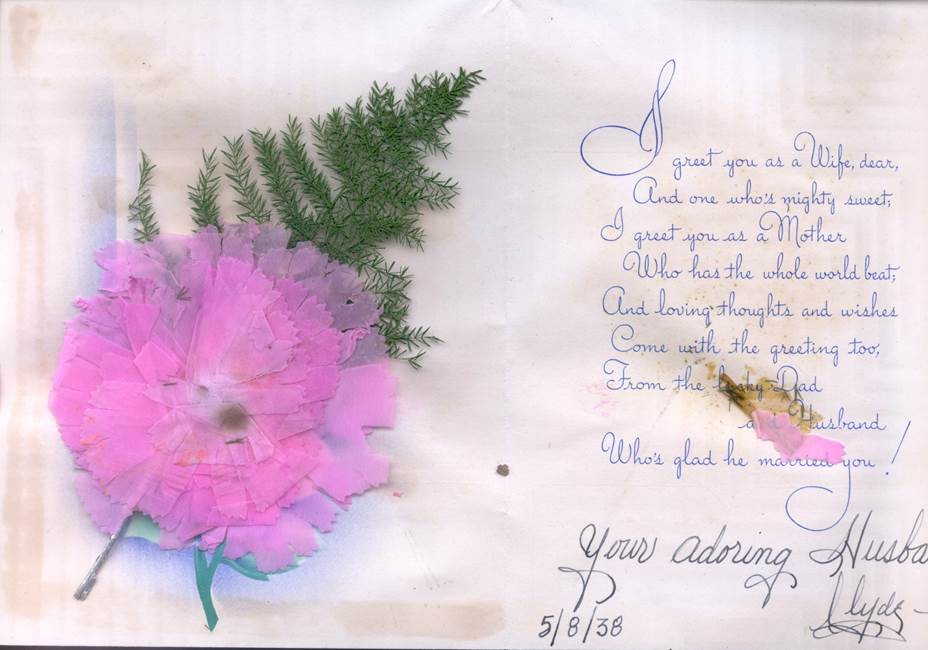 I greet you as a Wife, dear,
And one who's mighty sweet;
I greet you as a Mother
Who has the whole world beat;
And loving thoughts and wishes
Come with the greeting too;
From the lucky Dad
and Husband
Who's glad he married you!
Your adoring Husba
Clyde -
5/8/38